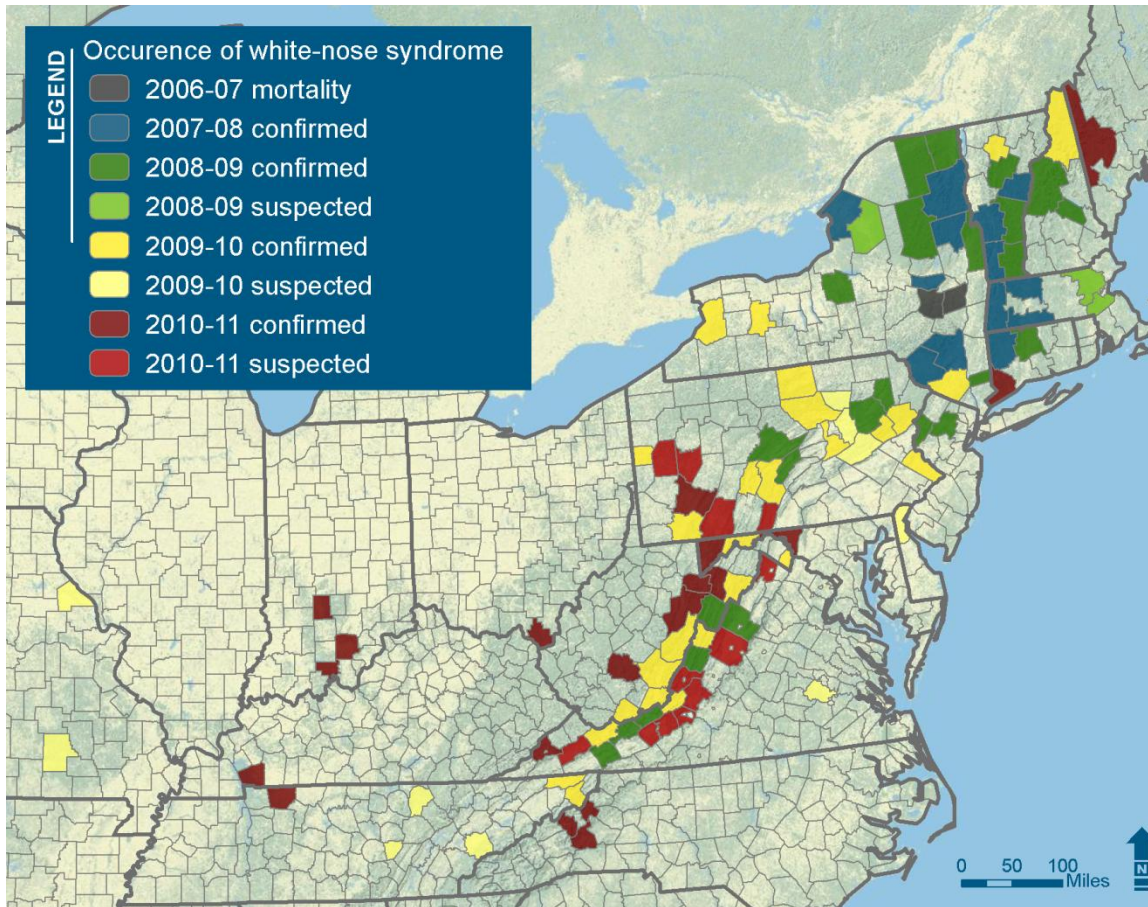 LEGEND
Occurence of white-nose syndrome
2006-07 mortality
2007-08 confirmed
2008-09 confirmed
2008-09 suspected
2009-10 confirmed
2009-10 suspected
2010-11 confirmed
2010-11 suspected
0 50 100
Miles
N